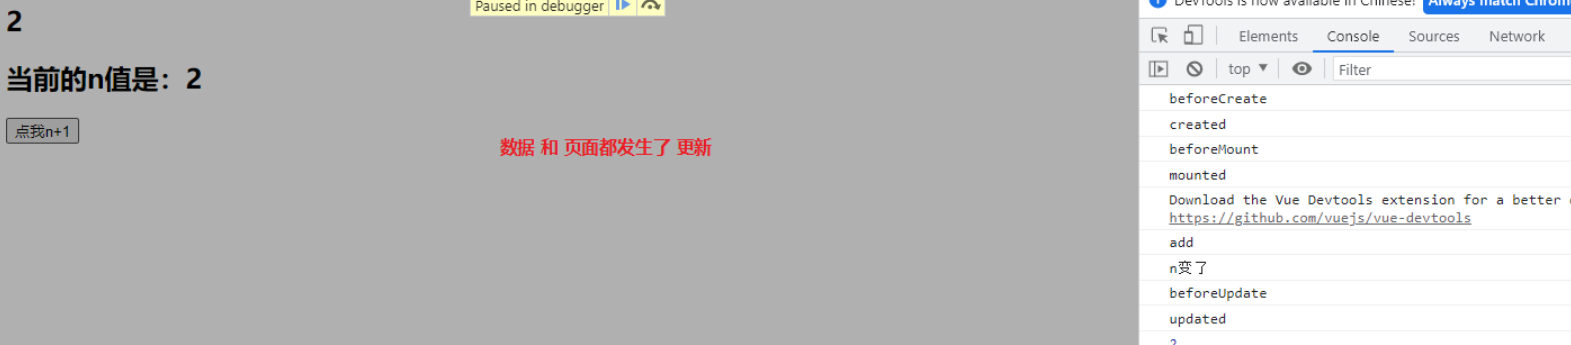 Paused in debugger
2
当前的n值是：2
点我n+1
数据 和 页面都发生了 更新
DevTools is now available in Chinese!
Always match Chrom
Elements Console Sources Network
top Filter
beforeCreate
created
beforeMount
mounted
Download the Vue Devtools extension for a better
https://github.com/vuejs/vue-devtools
add
n变了
beforeUpdate
updated
2